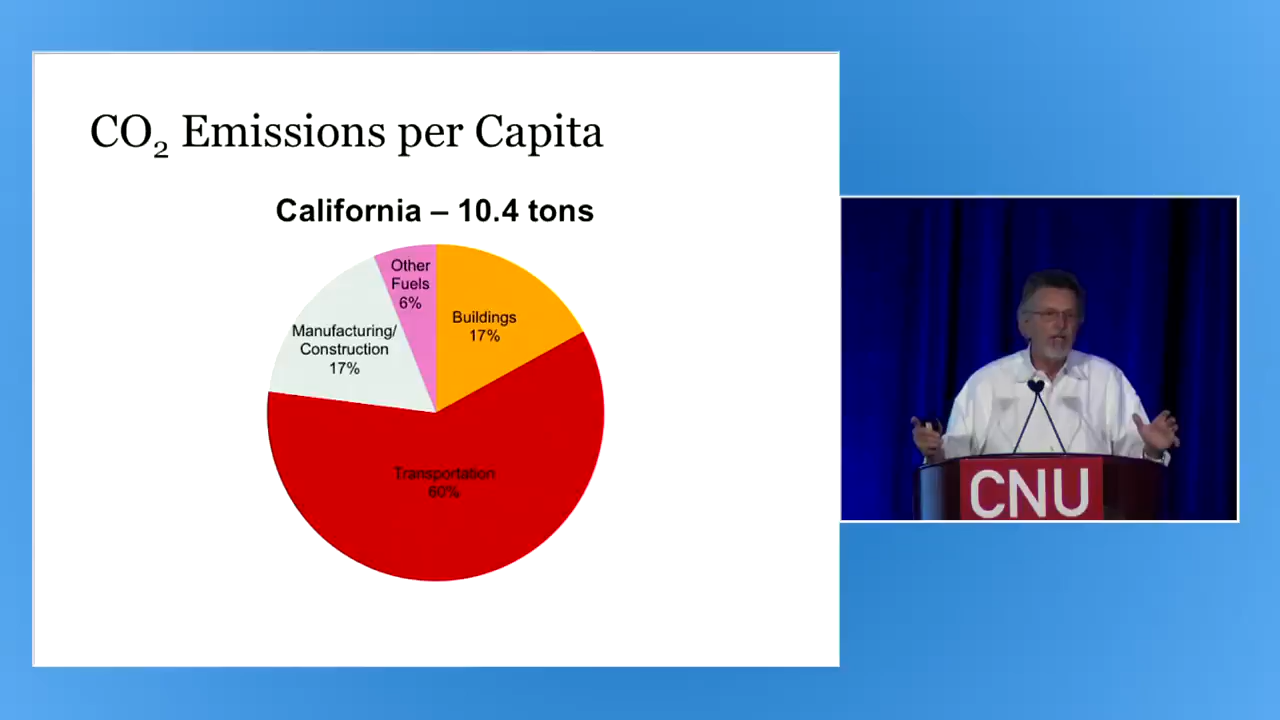 CO₂ Emissions per Capita
California – 10.4 tons
Other
Fuels
6%
Buildings
17%
Manufacturing/
Construction
17%
Transportation
60%
CNU